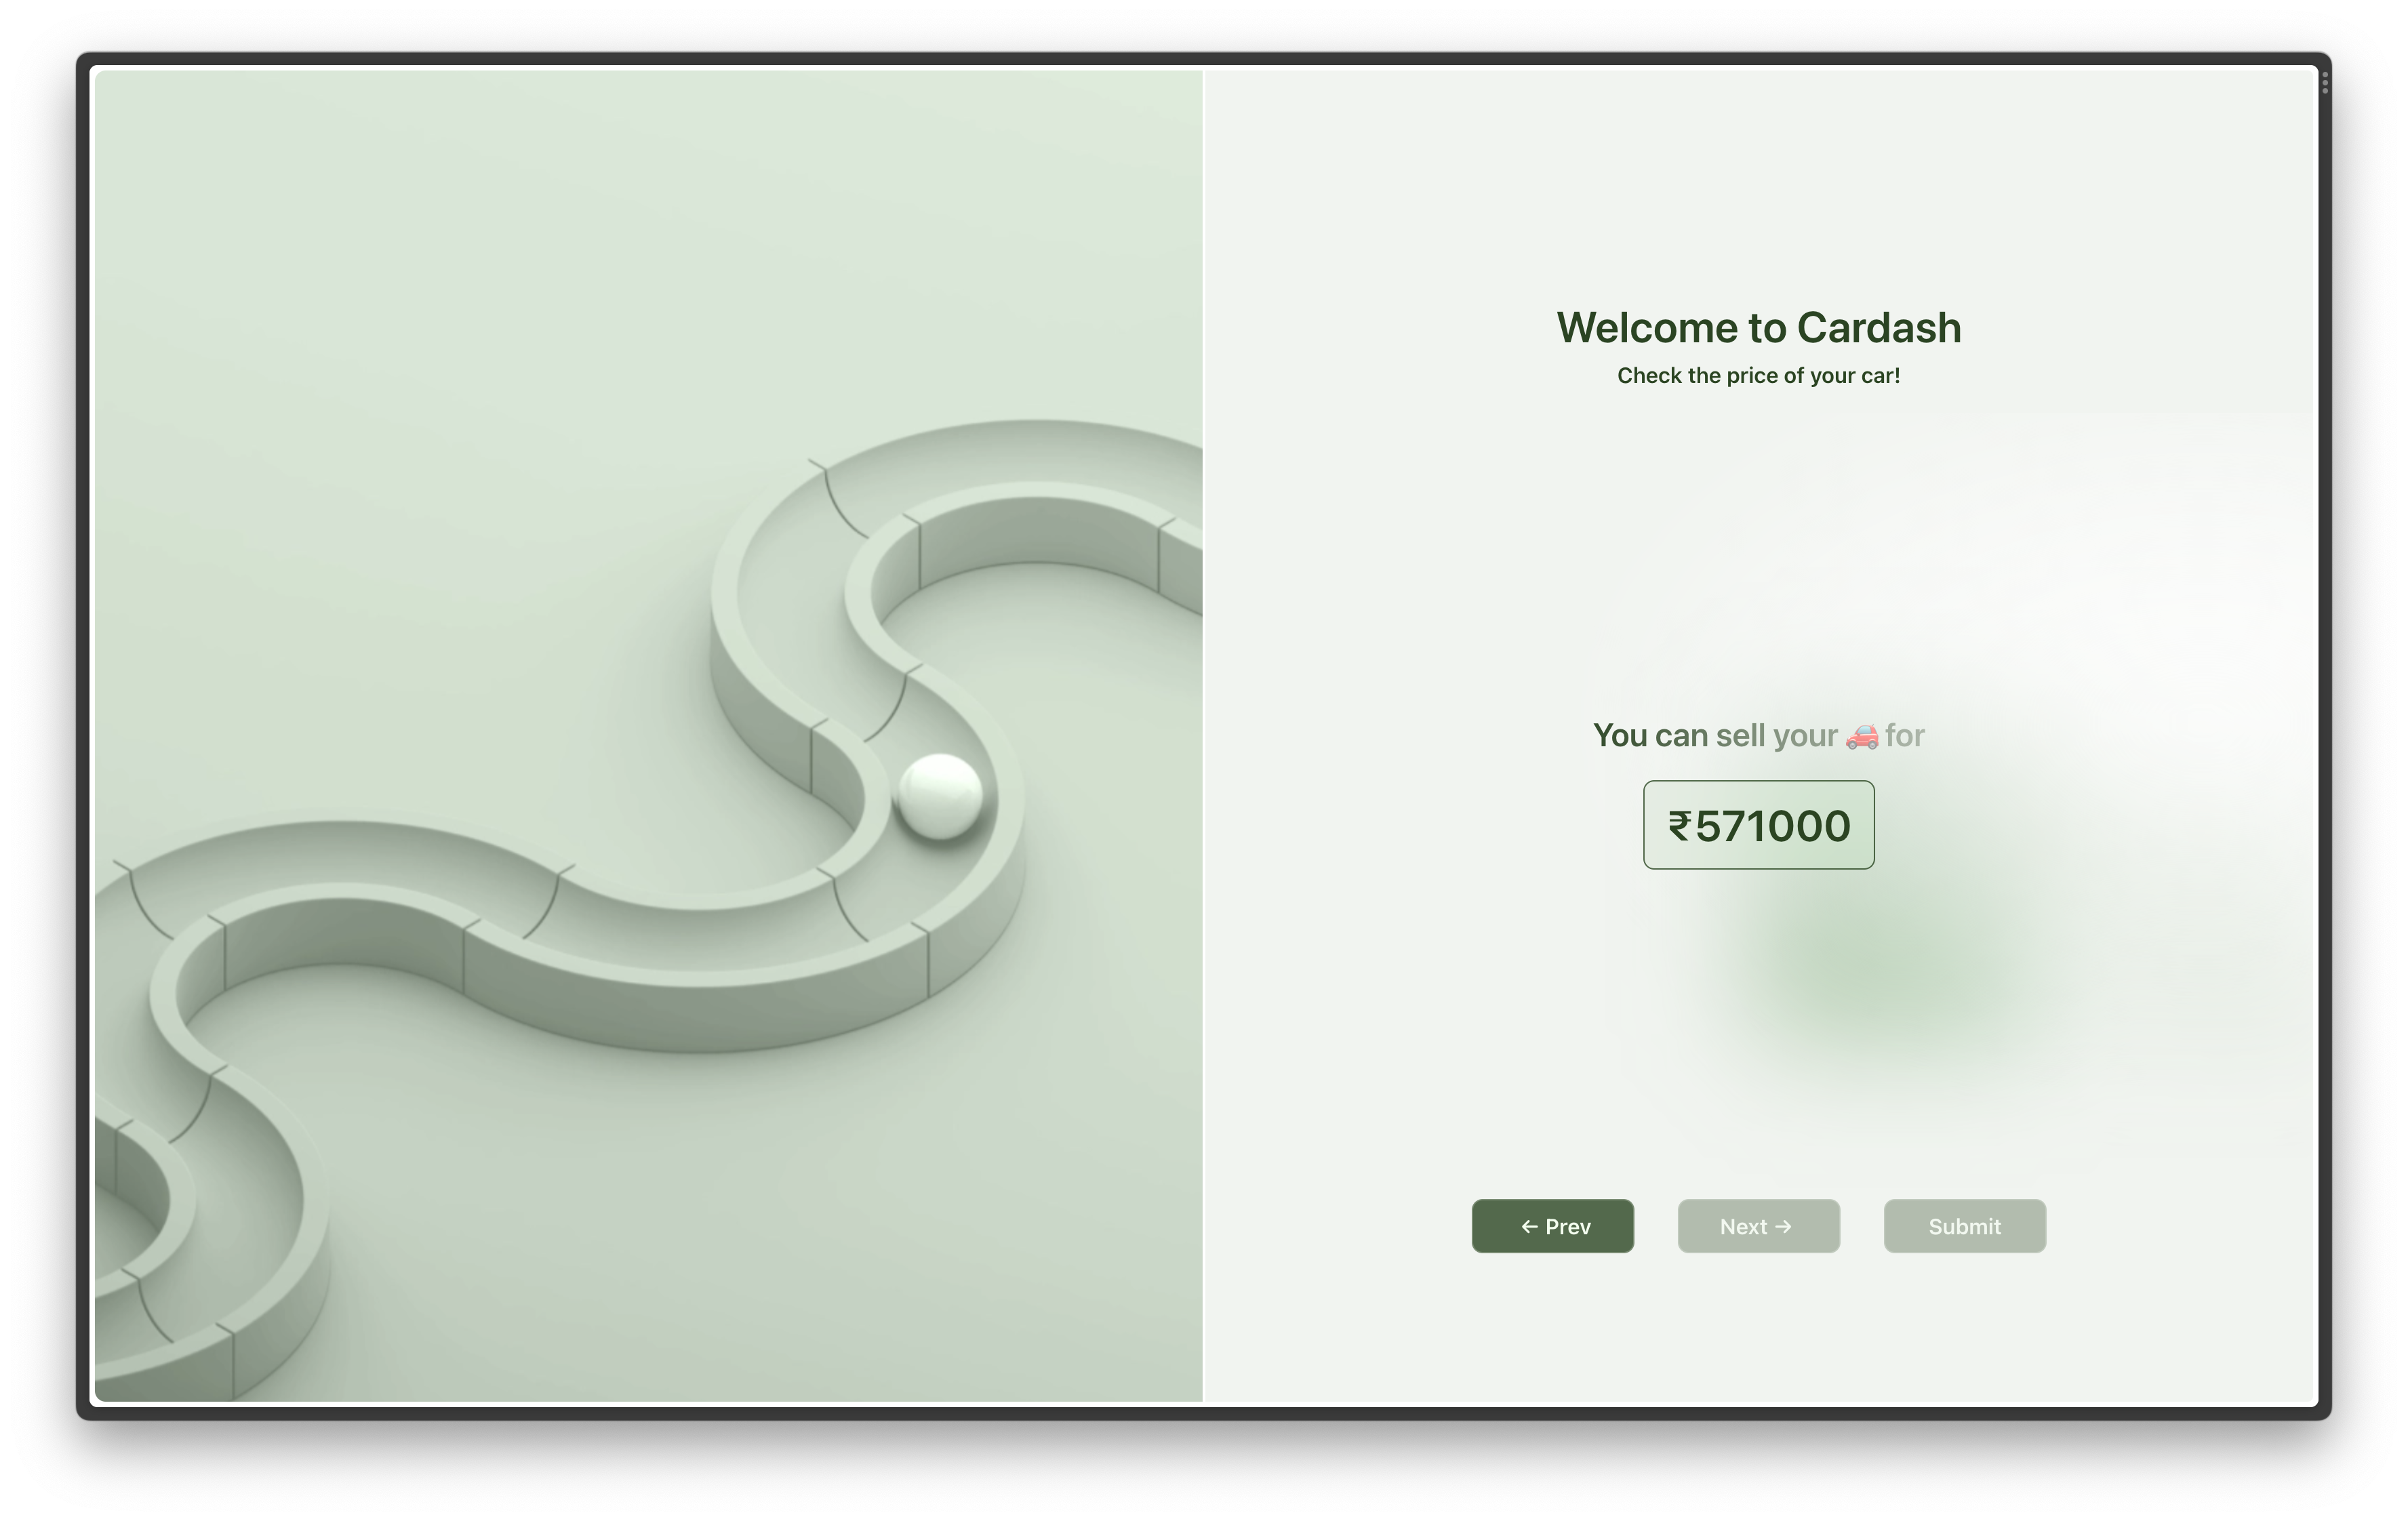 Welcome to Cardash
Check the price of your car!
You can sell your 🚗 for
₹571000
← Prev
Next →
Submit